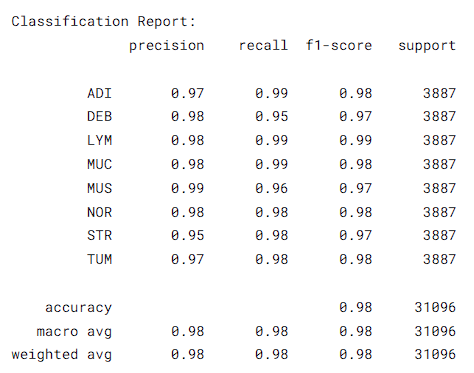 Classification Report:
precision recall f1-score support
ADI 0.97 0.99 0.98 3887
DEB 0.98 0.95 0.97 3887
LYM 0.98 0.99 0.99 3887
MUC 0.98 0.99 0.98 3887
MUS 0.99 0.96 0.97 3887
NOR 0.98 0.98 0.98 3887
STR 0.95 0.98 0.97 3887
TUM 0.97 0.98 0.98 3887
accuracy 0.98 31096
macro avg 0.98 0.98 0.98 31096
weighted avg 0.98 0.98 0.98 31096